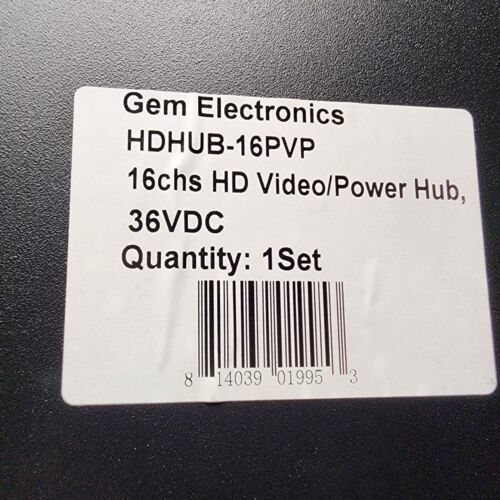 Gem Electronics
HDHUB-16PVP
16chs HD Video/Power Hub,
36VDC
Quantity: 1Set
8 14039 01995 3